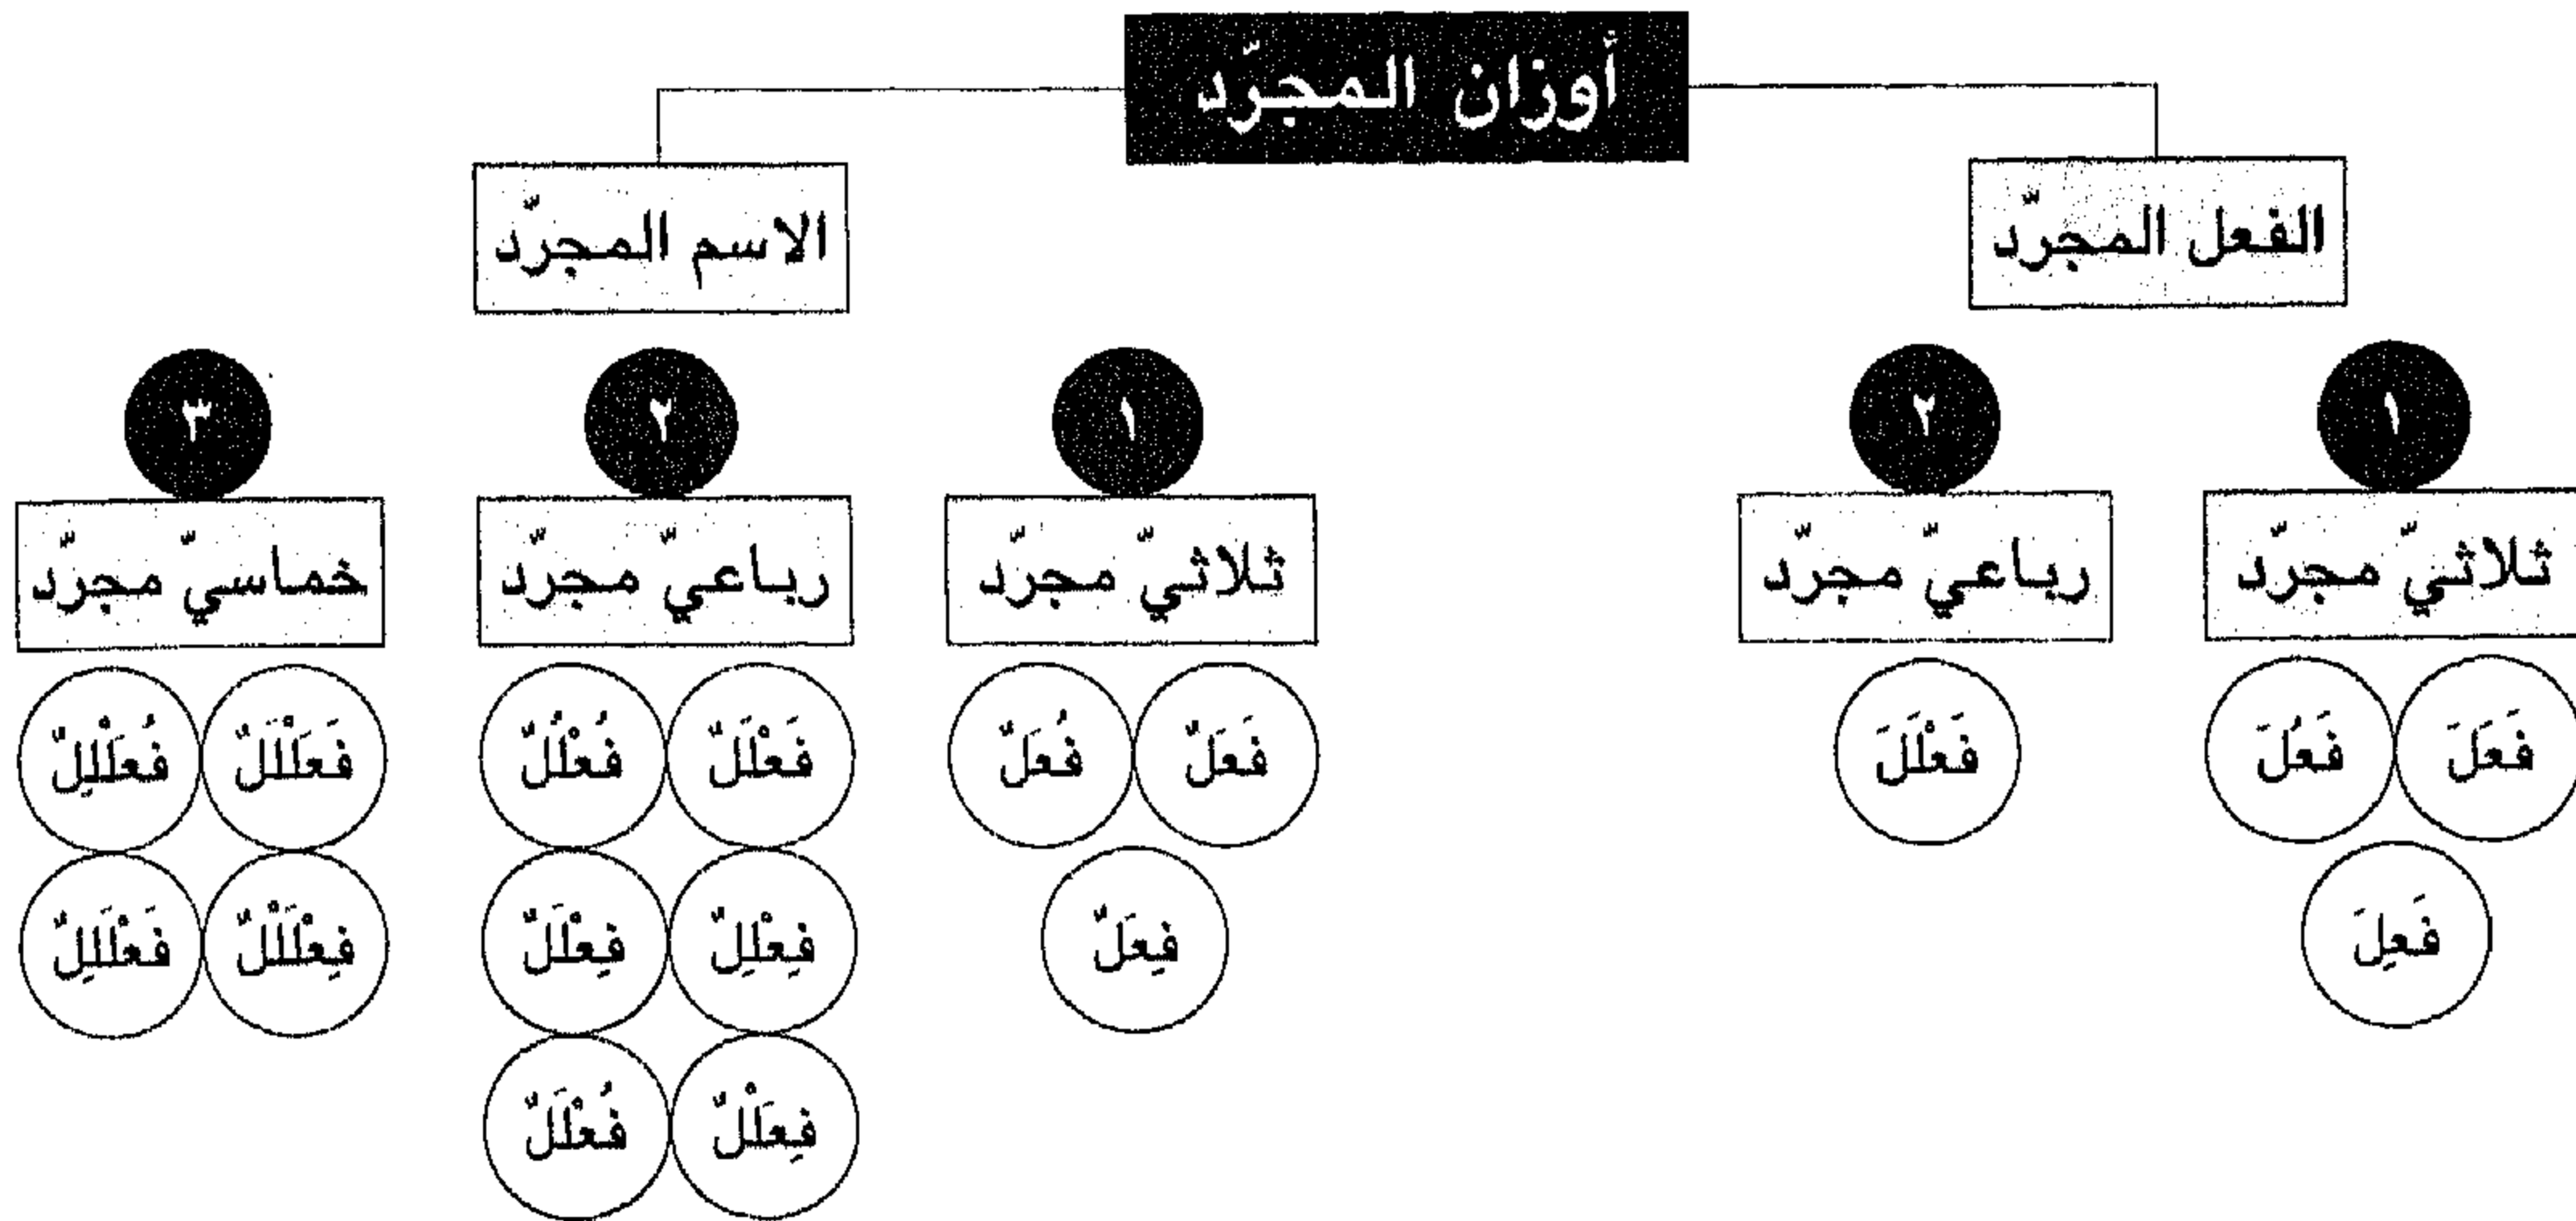 أوزان المجرّد
الفعل المجرّد
الاسم المجرّد
١
٢
١
٢
٣
ثلاثيّ مجرّد
رباعيّ مجرّد
ثلاثيّ مجرّد
رباعيّ مجرّد
خماسيّ مجرّد
فَعَلَ
فَعُلَ
فَعْلَلَ
فَعَلٌ
فُعَلٌ
فَعْلَلٌ
فُعْلُلٌ
فَعَلْلَلٌ
فُعَلْلِلٌ
فَعِلَ
فِعَلٌ
فِعْلِلٌ
فِعْلَلٌ
فِعْلَلْلٌ
فَعْلَلِلٌ
فِعَلْلٌ
فُعْلَلٌ